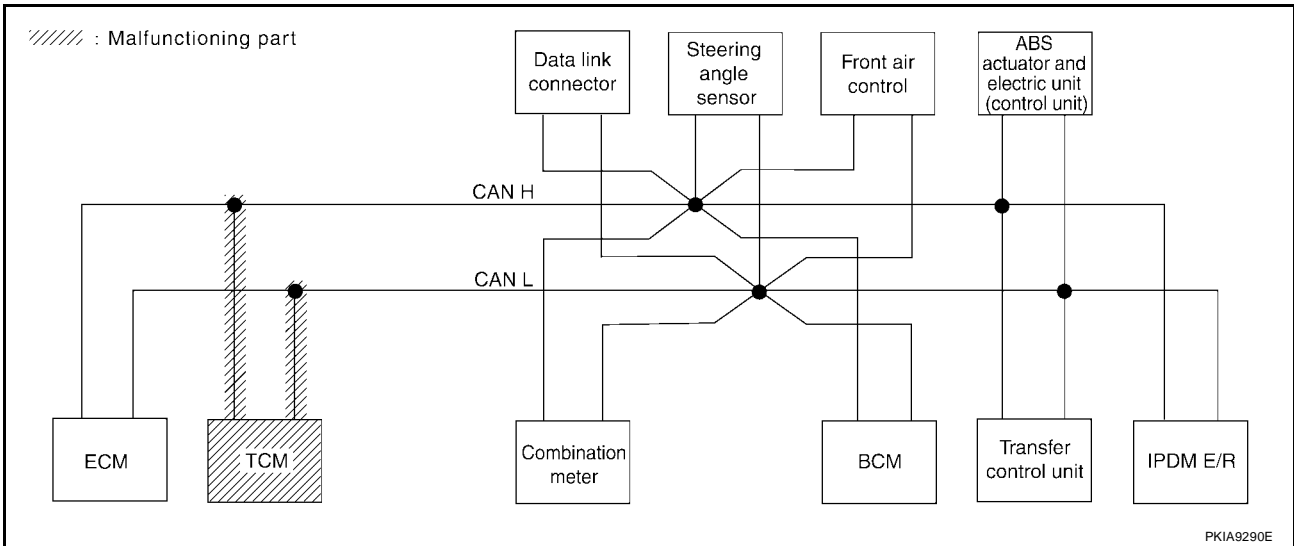 : Malfunctioning part
Data link
connector
Steering
angle
sensor
Front air
control
ABS
actuator and
electric unit
(control unit)
CAN H
CAN L
ECM
TCM
Combination
meter
BCM
Transfer
control unit
IPDM E/R
PKIA9290E